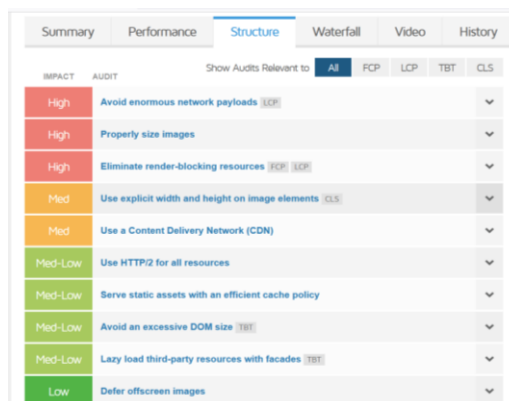 Summary Performance Structure Waterfall Video History
Show Audits Relevant to All FCP LCP TBT CLS
IMPACT AUDIT
High Avoid enormous network payloads LCP
High Properly size images
High Eliminate render-blocking resources FCP LCP
Med Use explicit width and height on image elements CLS
Med Use a Content Delivery Network (CDN)
Med-Low Use HTTP/2 for all resources
Med-Low Serve static assets with an efficient cache policy
Med-Low Avoid an excessive DOM size TBT
Med-Low Lazy load third-party resources with facades TBT
Low Defer offscreen images